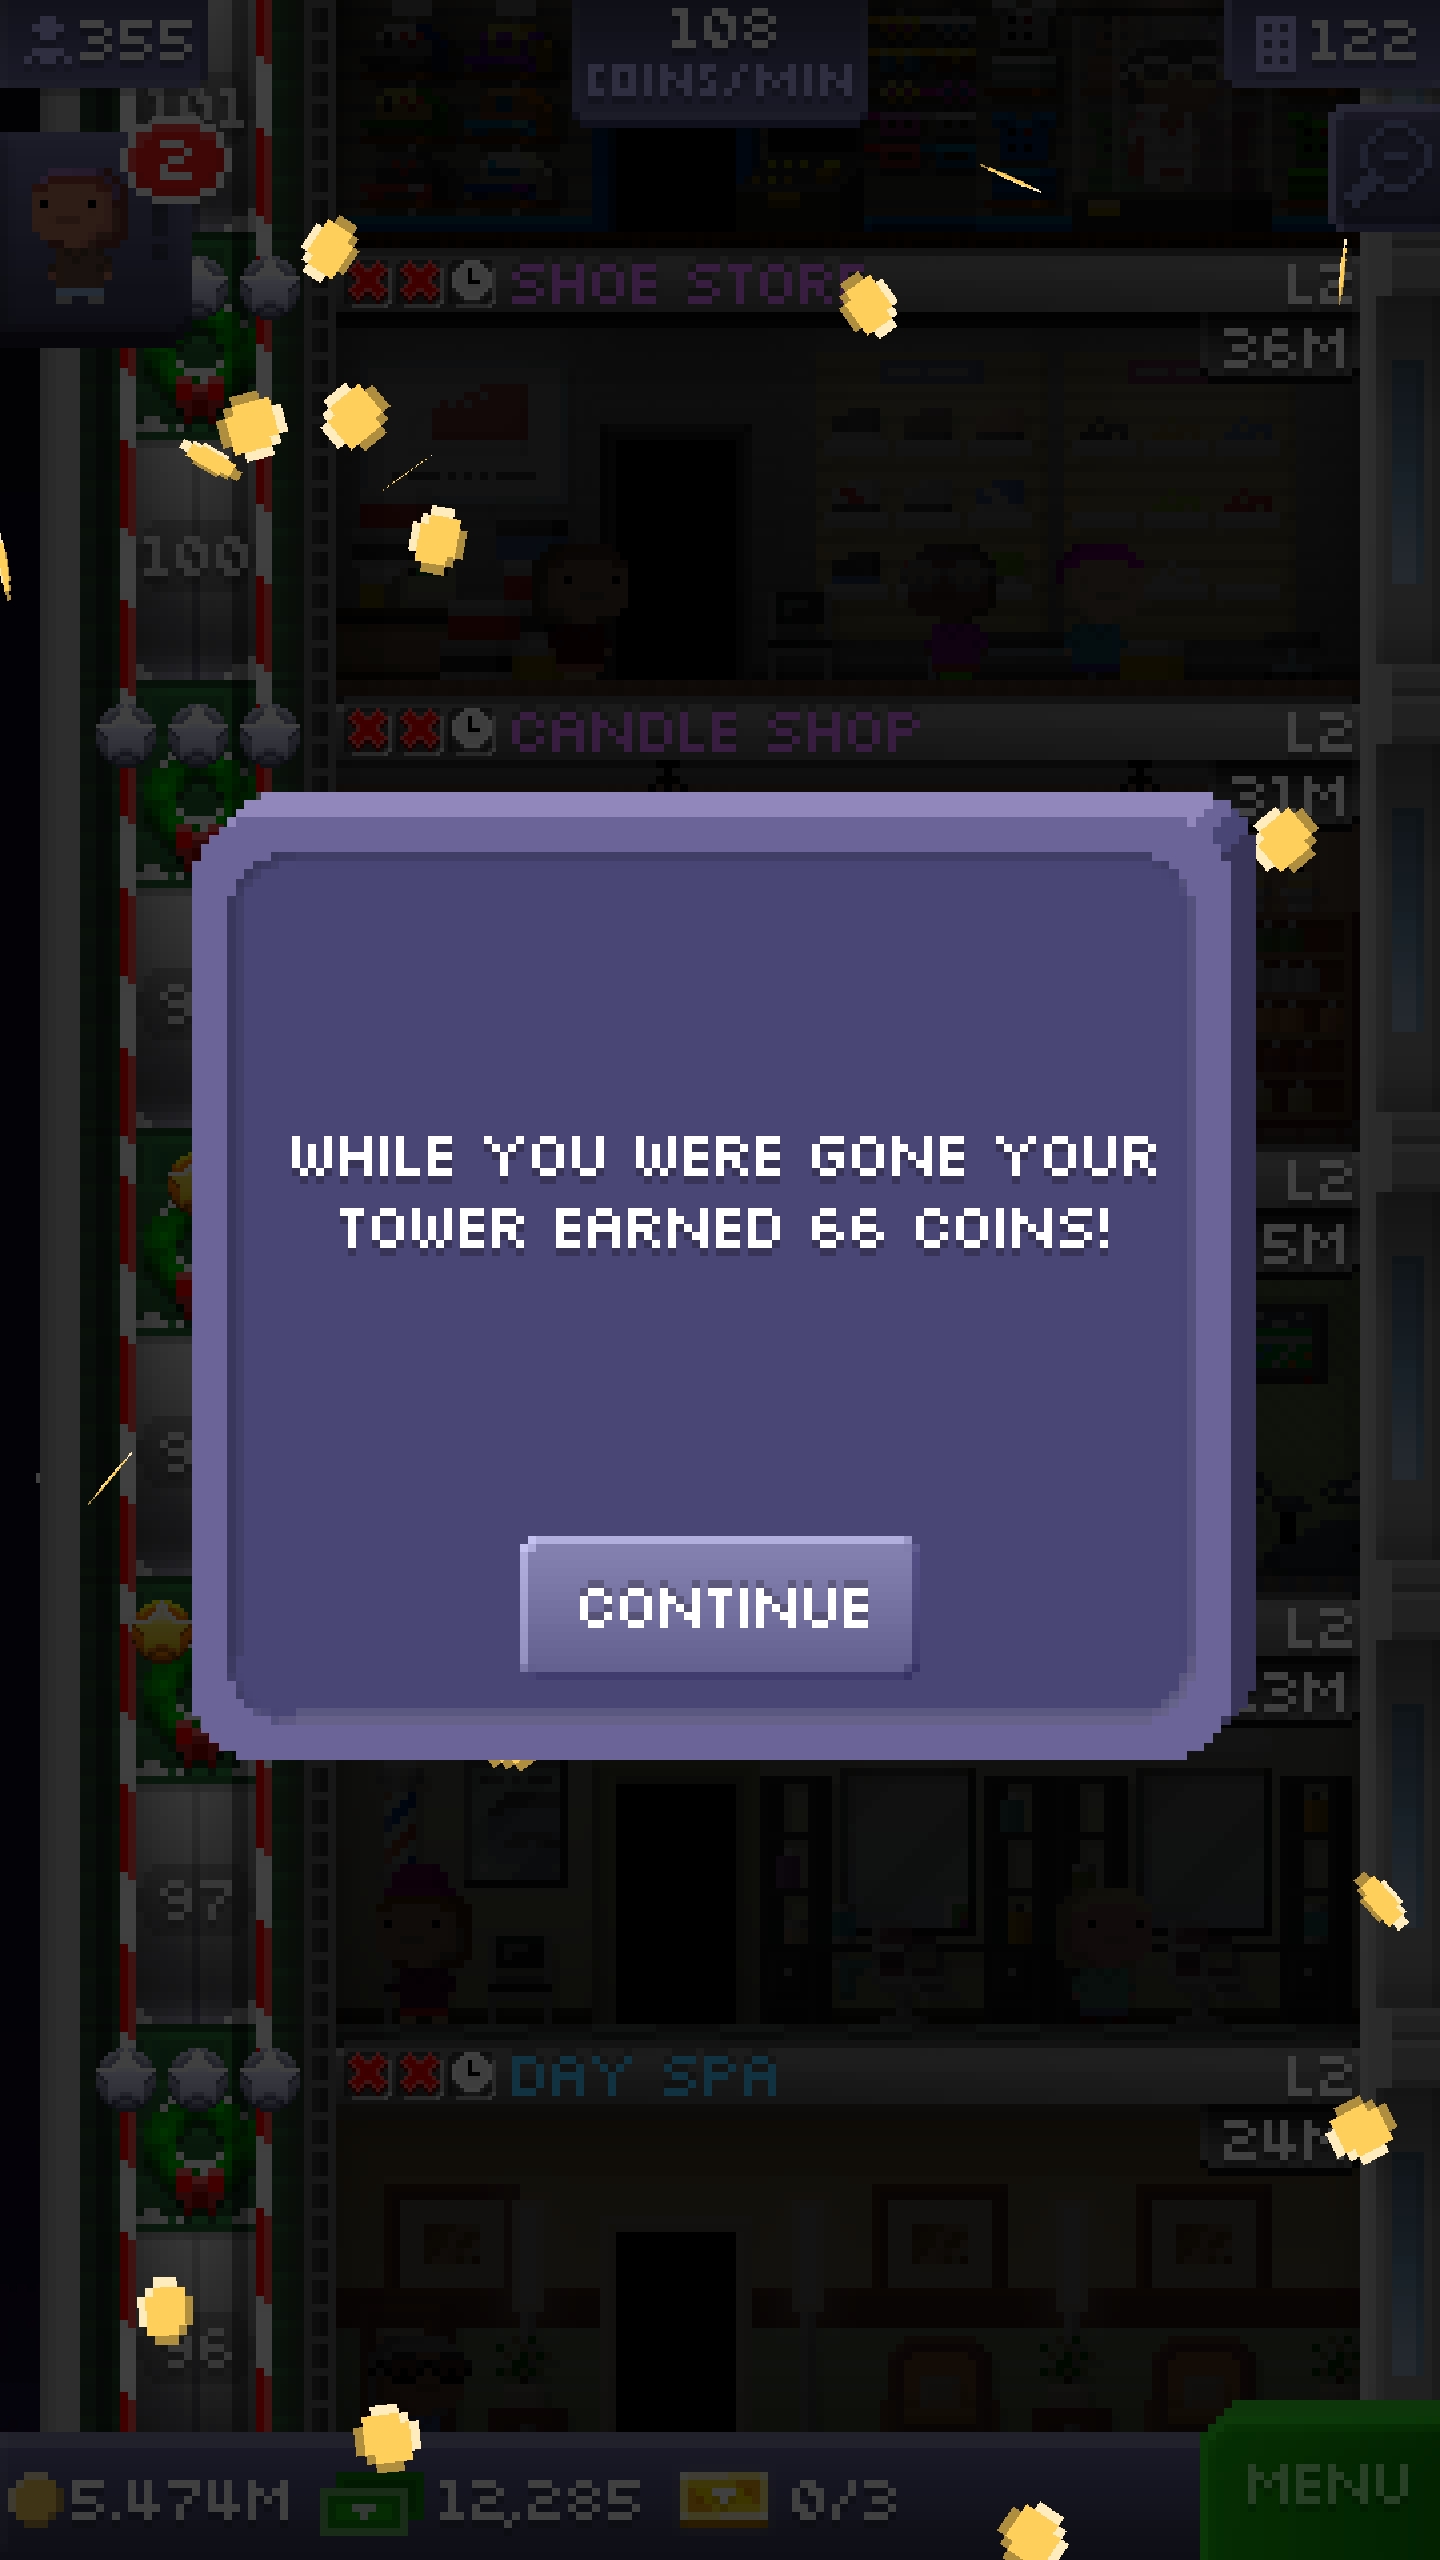 355
108
COINS/MIN
122
101
2
SHOE STORE
L2
36M
100
CANDLE SHOP
L2
31M
WHILE YOU WERE GONE YOUR
TOWER EARNED 66 COINS!
L2
5M
CONTINUE
L2
3M
97
DAY SPA
L2
24M
96
5.474M
12,285
0/3
MENU